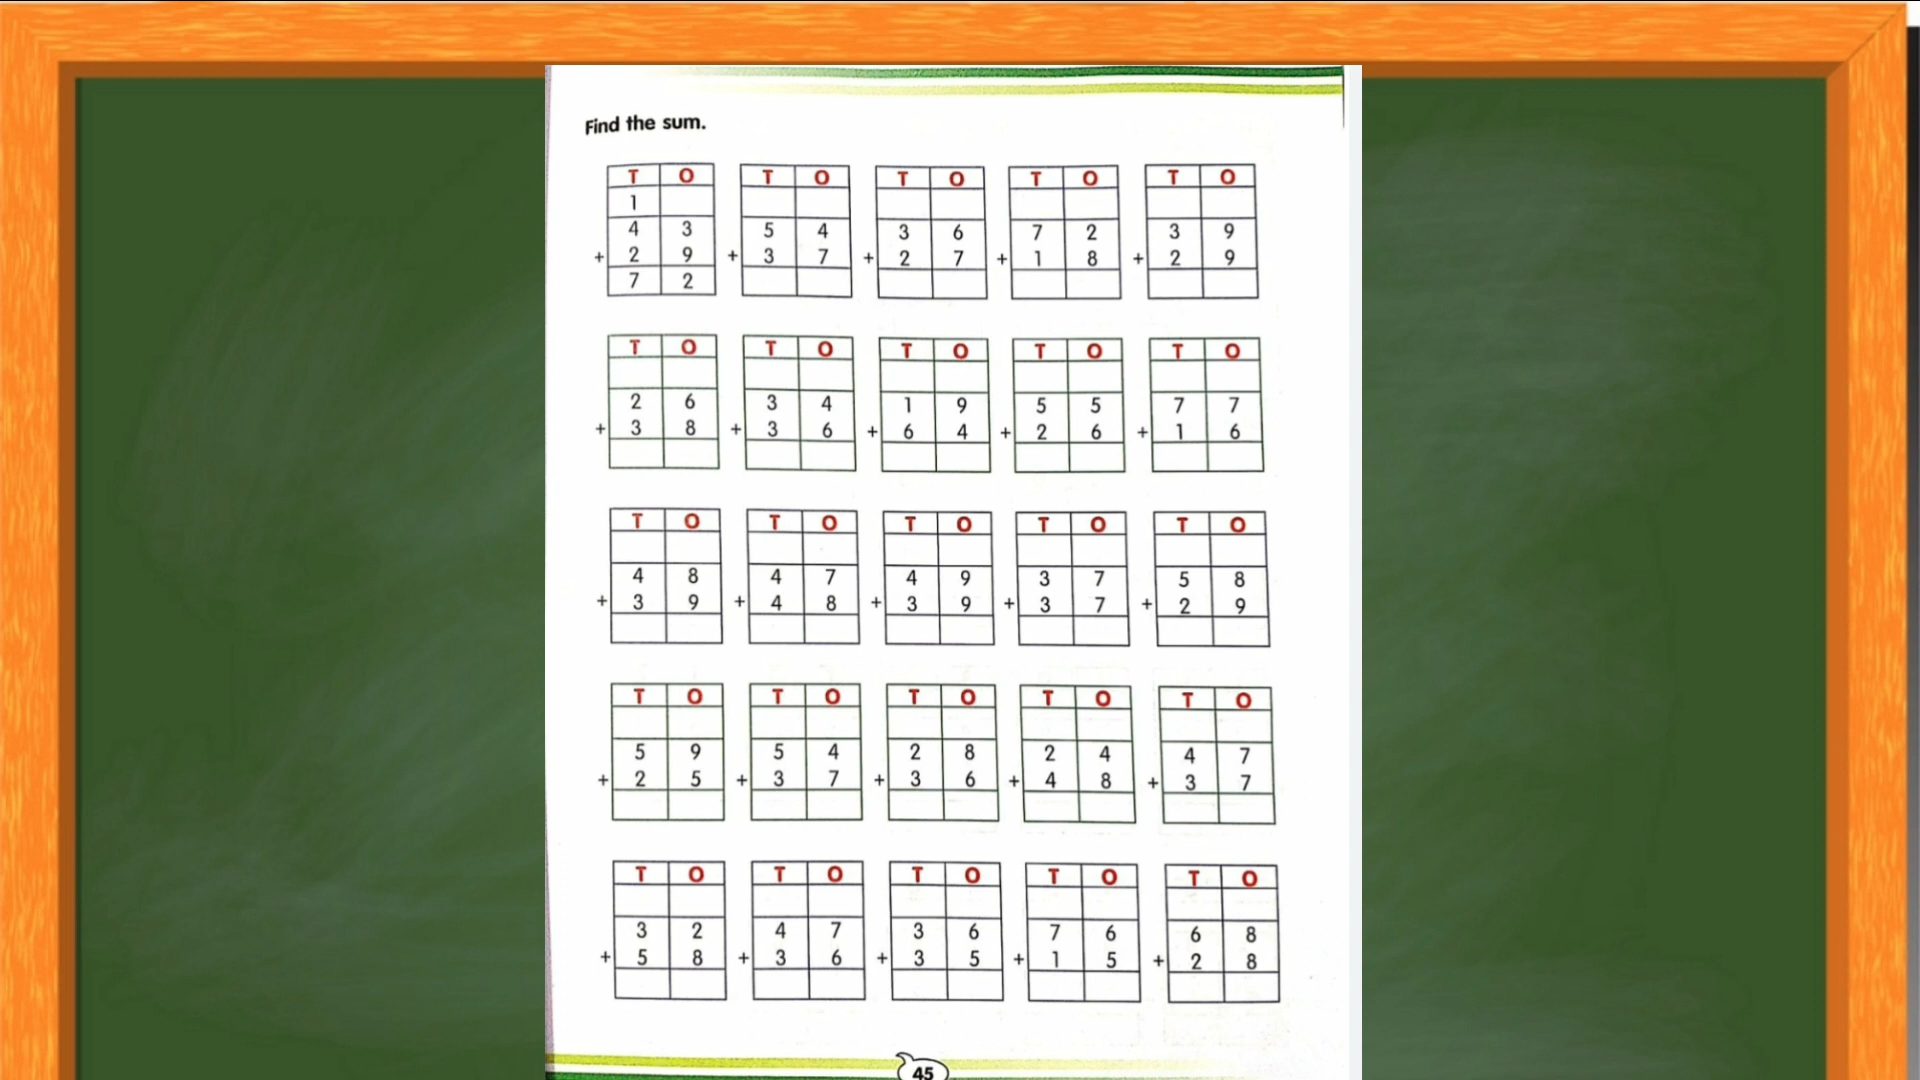 Find the sum.
T O T O T O T O T O
1
4 3 5 4 3 6 7 2 3 9
+ 2 9 + 3 7 + 2 7 + 1 8 + 2 9
7 2
T O T O T O T O T O
2 6 3 4 1 9 5 5 7 7
+ 3 8 + 3 6 + 6 4 + 2 6 + 1 6
T O T O T O T O T O
4 8 4 7 4 9 3 7 5 8
+ 3 9 + 4 8 + 3 9 + 3 7 + 2 9
T O T O T O T O T O
5 9 5 4 2 8 2 4 4 7
+ 2 5 + 3 7 + 3 6 + 4 8 + 3 7
T O T O T O T O T O
3 2 4 7 3 6 7 6 6 8
+ 5 8 + 3 6 + 3 5 + 1 5 + 2 8
45